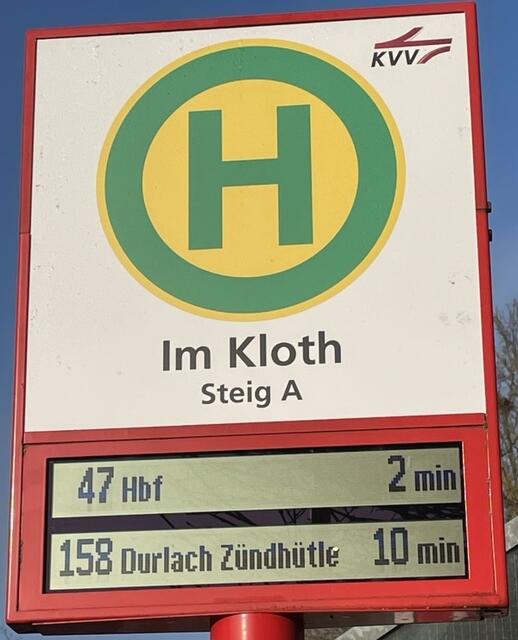 KVV
H
Im Kloth
Steig A
47 Hbf 2 min
158 Durlach Zündhütle 10 min